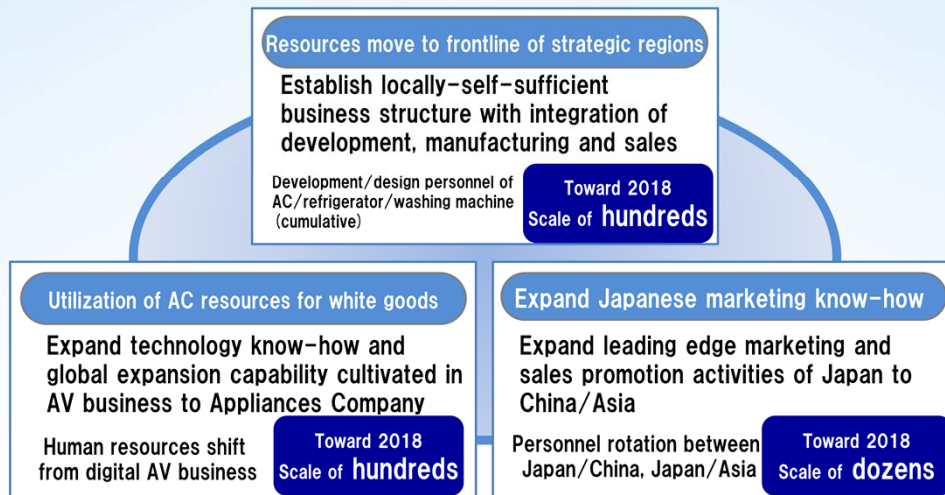 Resources move to frontline of strategic regions
Establish locally-self-sufficient
business structure with integration of
development, manufacturing and sales
Development/design personnel of
AC/refrigerator/washing machine
(cumulative)
Toward 2018
Scale of hundreds
Utilization of AC resources for white goods
Expand technology know-how and
global expansion capability cultivated in
AV business to Appliances Company
Human resources shift
from digital AV business
Toward 2018
Scale of hundreds
Expand Japanese marketing know-how
Expand leading edge marketing and
sales promotion activities of Japan to
China/Asia
Personnel rotation between
Japan/China, Japan/Asia
Toward 2018
Scale of dozens